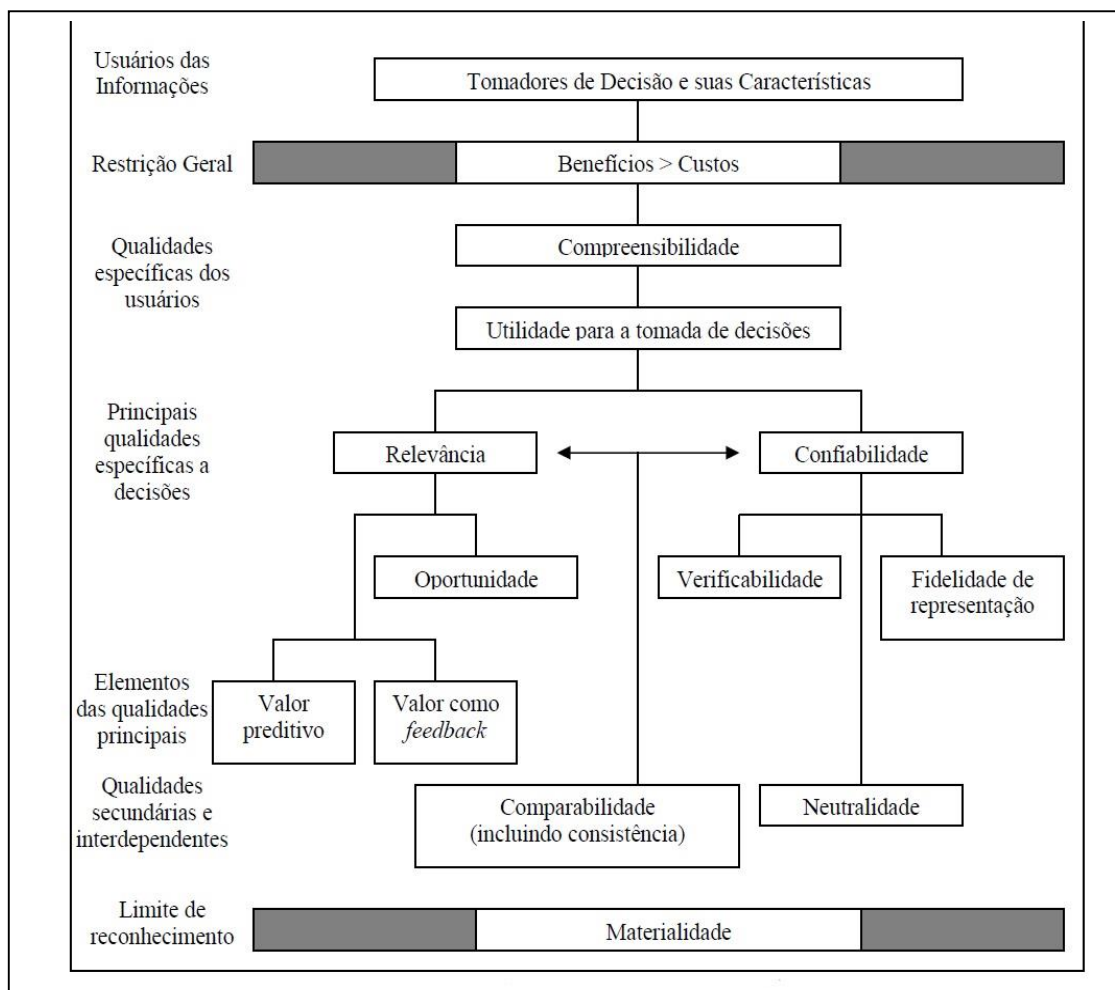 Usuários das
Informações
Tomadores de Decisão e suas Características
Restrição Geral
Benefícios > Custos
Qualidades
específicas dos
usuários
Compreensibilidade
Utilidade para a tomada de decisões
Principais
qualidades
específicas a
decisões
Relevância
Confiabilidade
Oportunidade
Verificabilidade
Fidelidade de
representação
Elementos
das qualidades
principais
Valor
preditivo
Valor como
feedback
Qualidades
secundárias e
interdependentes
Comparabilidade
(incluindo consistência)
Neutralidade
Limite de
reconhecimento
Materialidade